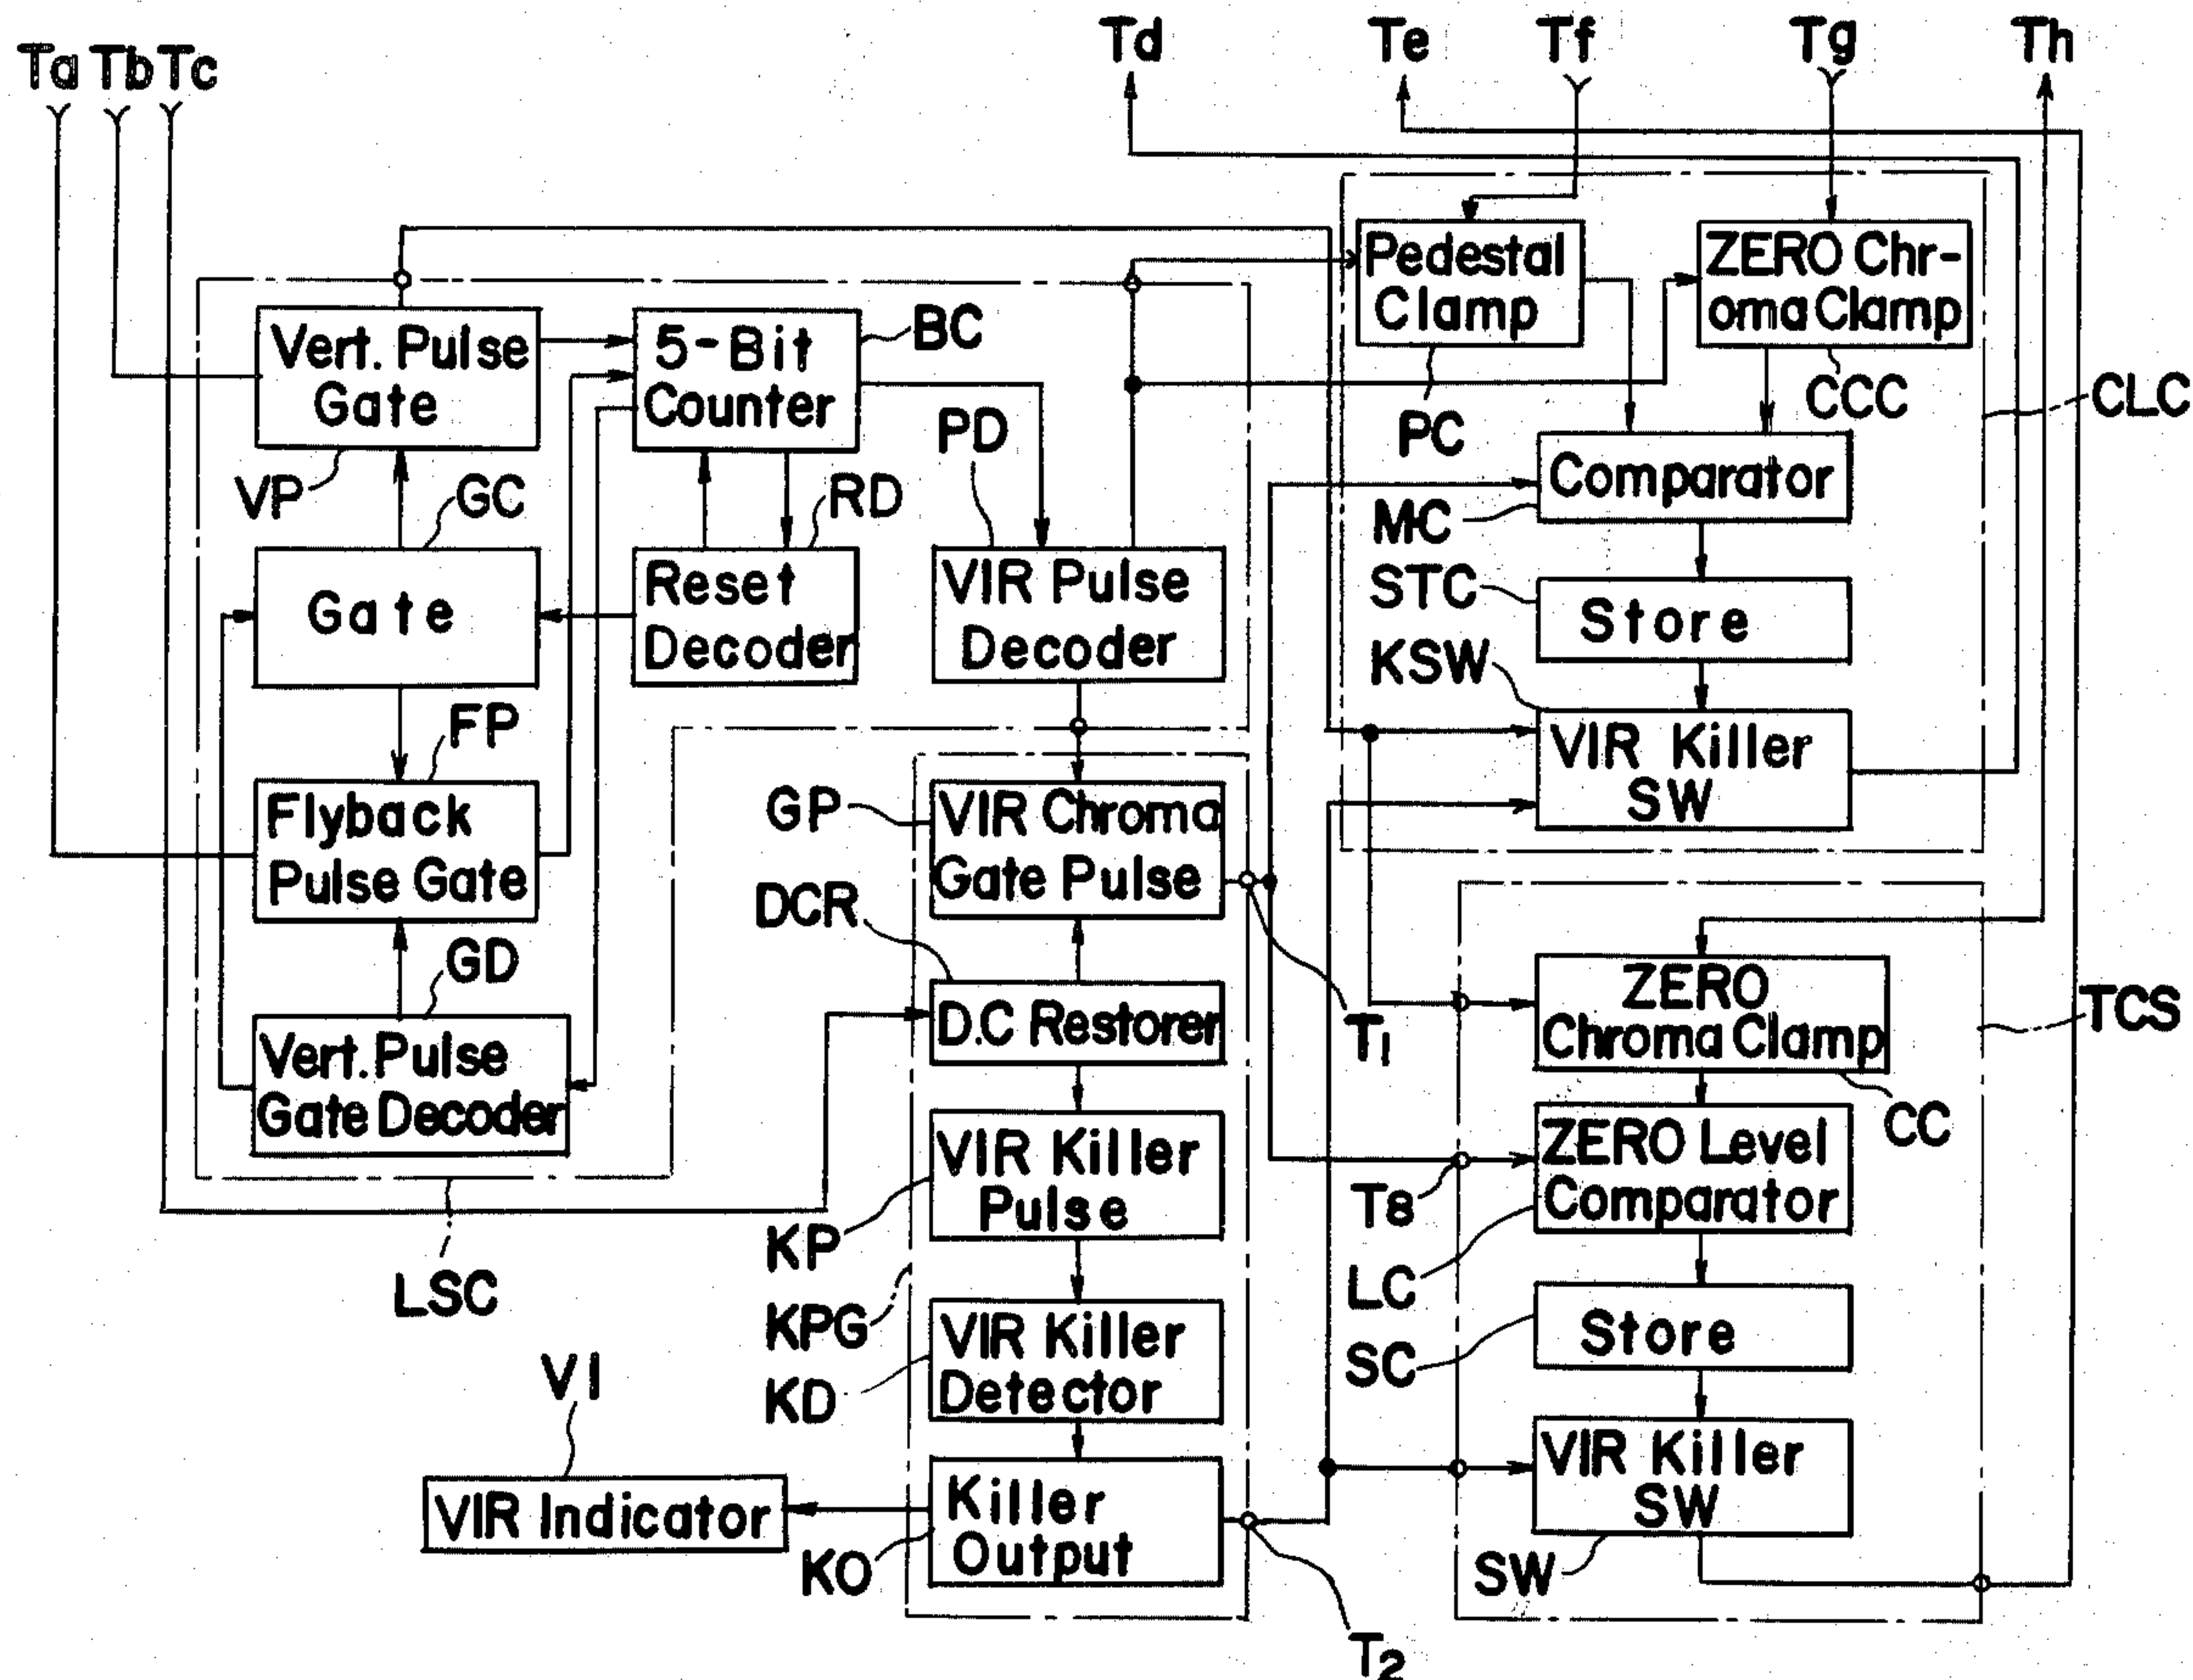 Ta Tb Tc
Td
Te
Tf
Tg
Th
Vert. Pulse
Gate
VP
5-Bit
Counter
BC
GC
Gate
RD
Reset
Decoder
PD
VIR Pulse
Decoder
FP
Flyback
Pulse Gate
GD
Vert. Pulse
Gate Decoder
LSC
Pedestal
Clamp
PC
ZERO Chr-
oma Clamp
CCC
CLC
Comparator
MC
STC
Store
KSW
VIR Killer
SW
GP
VIR Chroma
Gate Pulse
DCR
D.C Restorer
T1
VIR Killer
Pulse
KP
KPG
VIR Killer
Detector
KD
VI
VIR Indicator
Killer
Output
KO
T2
ZERO
Chroma Clamp
TCS
CC
ZERO Level
Comparator
T8
LC
Store
SC
VIR Killer
SW
SW